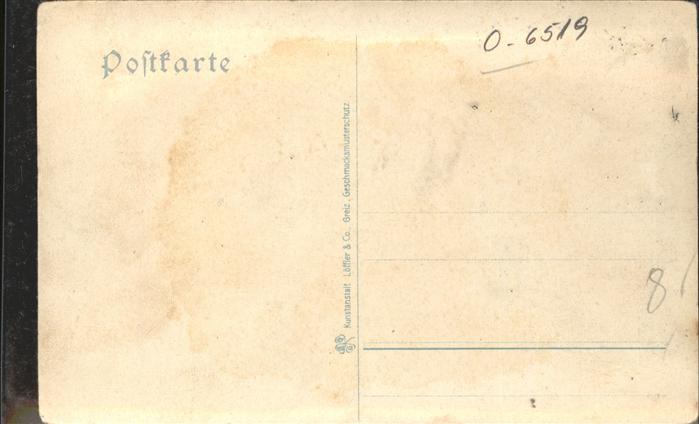 Postkarte
O-6519
Kunstanstalt Löffler & Co., Greiz. Geschmacksmusterschutz
8